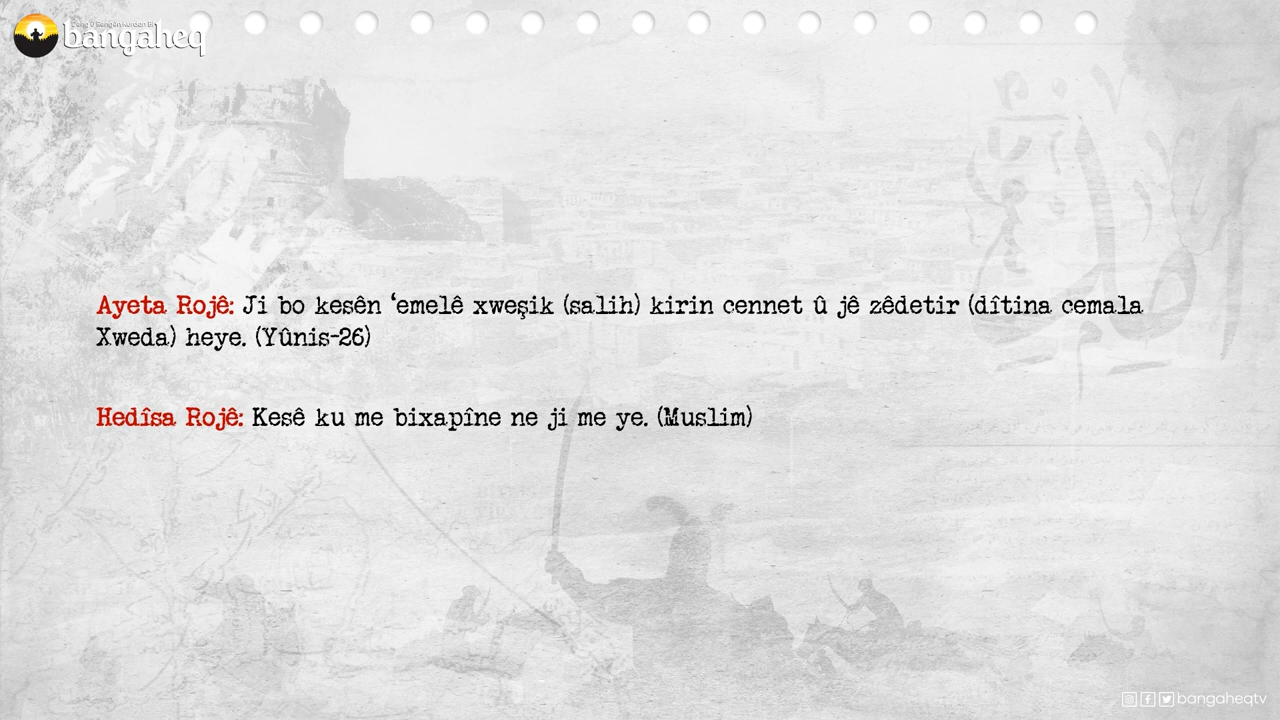 bangaheq
Ayeta Rojê: Ji bo kesên ‘emelê xweşik (salih) kirin cennet û jê zêdetir (dîtina cemala
Xweda) heye. (Yûnis-26)
Hedîsa Rojê: Kesê ku me bixapîne ne ji me ye. (Muslim)
bangaheqtv